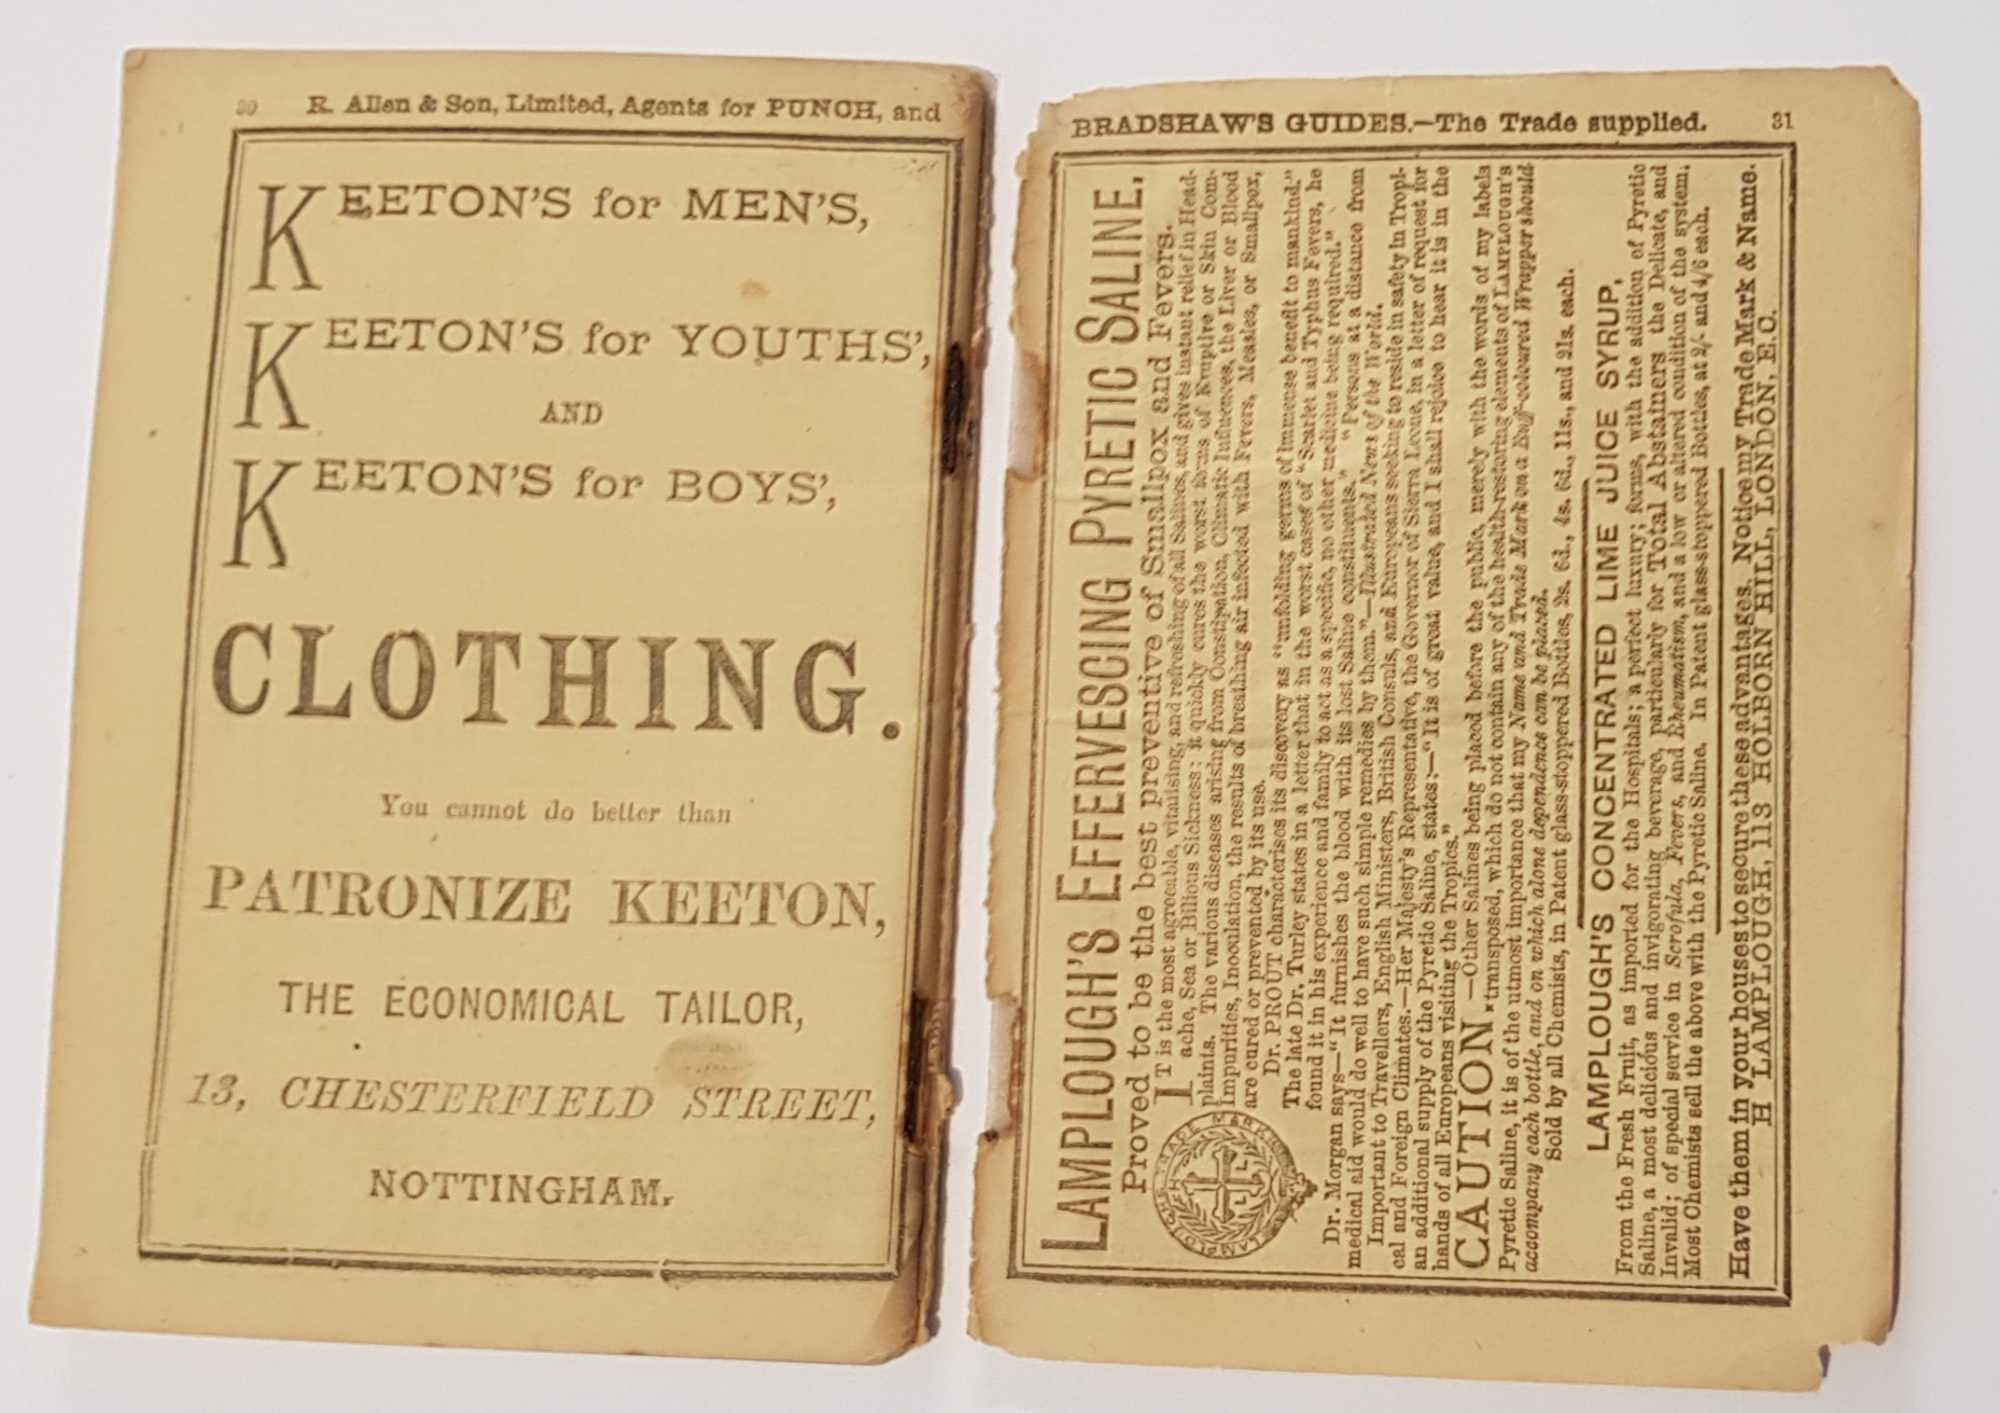 30 R. Allen & Son, Limited, Agents for PUNCH, and
KEETON'S for MEN'S,
KEETON'S for YOUTHS',
AND
KEETON'S for BOYS',
CLOTHING.
You cannot do better than
PATRONIZE KEETON,
THE ECONOMICAL TAILOR,
13, CHESTERFIELD STREET,
NOTTINGHAM.
BRADSHAW'S GUIDES.—The Trade supplied. 31
LAMPLOUGH'S EFFERVESCING PYRETIC SALINE.
Proved to be the best preventive of Smallpox and Fevers.
IT is the most agreeable, vitalising, and refreshing of all Salines, and gives instant relief in Head-
ache, Sea or Bilious Sickness; it quickly cures the worst forms of Eruptive or Skin Com-
plaints. The various diseases arising from Constipation, Climatic Influences, the Liver or Blood
Impurities, Inoculation, the results of breathing air infected with Fevers, Measles, or Smallpox,
are cured or prevented by its use.
Dr. PROUT characterises its discovery as "unfolding germs of immense benefit to mankind."
The late Dr. Turley states in a letter that in the worst cases of "Scarlet and Typhus Fevers, he
found it in his experience and family to act as a specific, no other medicine being required."
Dr. Morgan says—"It furnishes the blood with its lost Saline constituents." "Persons at a distance from
medical aid would do well to have such simple remedies by them."—Illustrated News of the World.
Important to Travellers, English Ministers, British Consuls, and Europeans seeking to reside in safety in Tropi-
cal and Foreign Climates.—Her Majesty's Representative, the Governor of Sierra Leone, in a letter of request for
an additional supply of the Pyretic Saline, states:—"It is of great value, and I shall rejoice to hear it is in the
hands of all Europeans visiting the Tropics."
CAUTION.—Other Salines being placed before the public, merely with the words of my labels
transposed, which do not contain any of the health-restoring elements of LAMPLOUGH'S
Pyretic Saline, it is of the utmost importance that my Name and Trade Mark on a Buff-coloured Wrapper should
accompany each bottle, and on which alone dependence can be placed.
Sold by all Chemists, in Patent glass-stoppered Bottles, 2s. 6d., 4s. 6d., 11s., and 21s. each.
LAMPLOUGH'S CONCENTRATED LIME JUICE SYRUP,
From the Fresh Fruit, as imported for the Hospitals; a perfect luxury; forms, with the addition of Pyretic
Saline, a most delicious and invigorating beverage, particularly for Total Abstainers, the Delicate, and
Invalid; of special service in Scrofula, Fevers, and Rheumatism, and a low or altered condition of the system.
Most Chemists sell the above with the Pyretic Saline. In Patent glass-stoppered Bottles, at 2/- and 4/6 each.
Have them in your houses to secure these advantages. Notice my Trade Mark & Name.
H LAMPLOUGH, 113 HOLBORN HILL, LONDON, E.C.
LAMPLOUGH'S TRADE MARK
L L